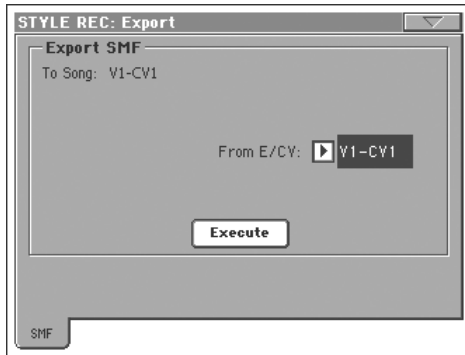 STYLE REC: Export
Export SMF
To Song: V1-CV1
From E/CV: V1-CV1
Execute
SMF